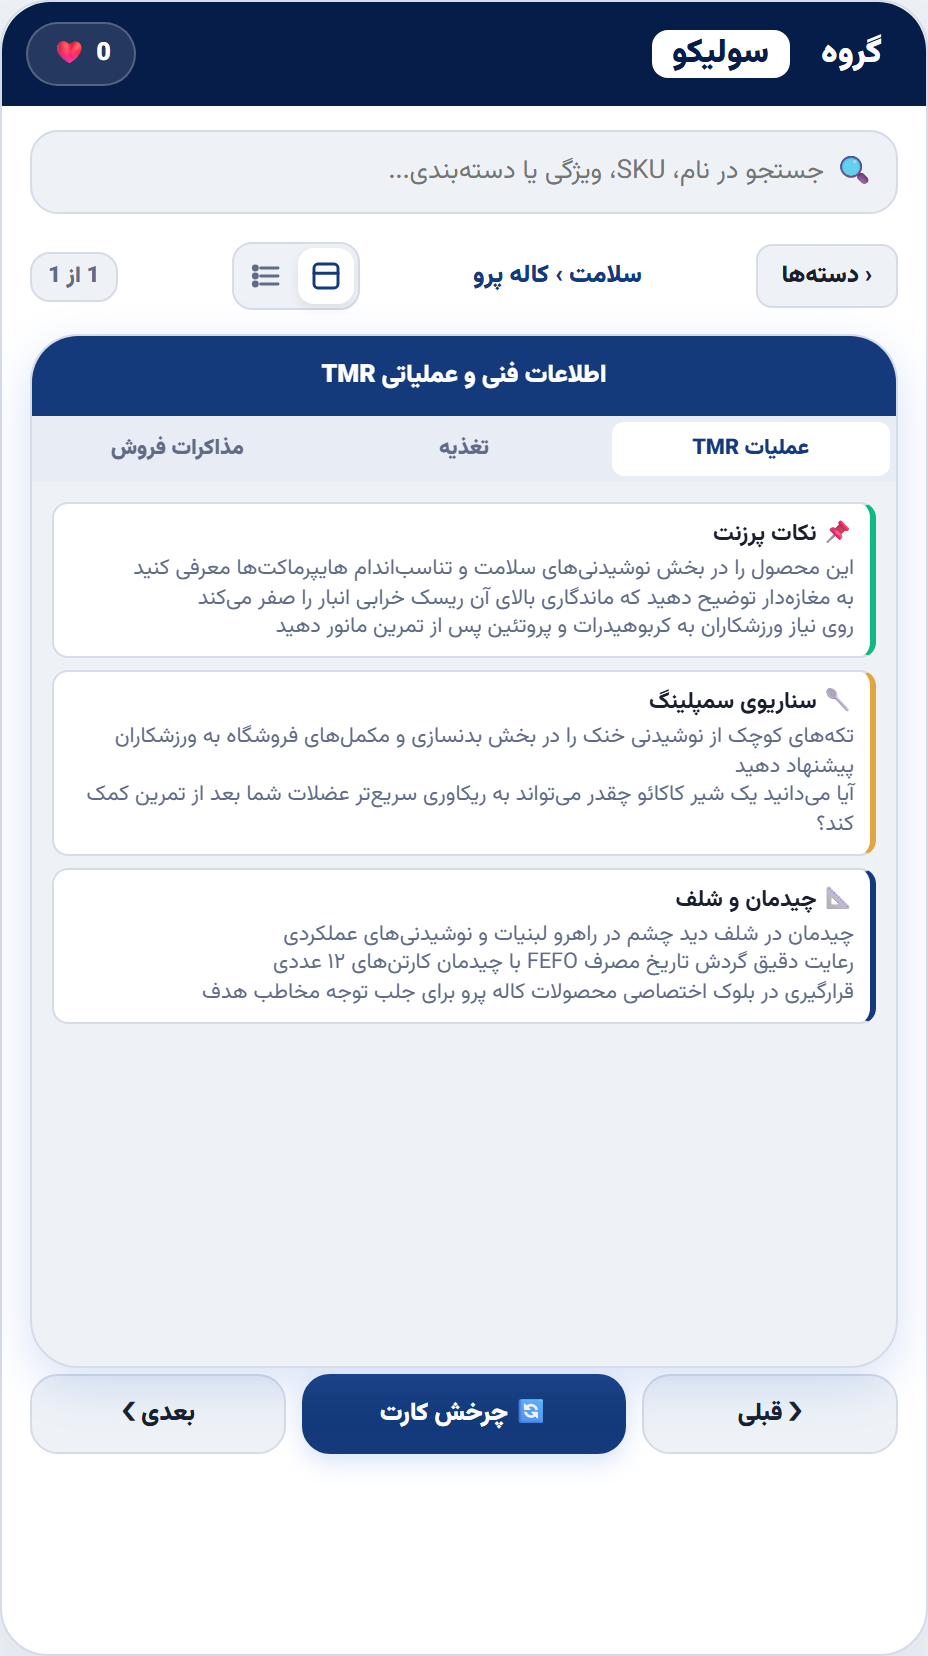 گروه سولیکو
0
جستجو در نام، SKU، ویژگی یا دسته‌بندی...
‹ دسته‌ها
سلامت › کاله پرو
1 از 1
اطلاعات فنی و عملیاتی TMR
عملیات TMR
تغذیه
مذاکرات فروش
نکات پرزنت
این محصول را در بخش نوشیدنی‌های سلامت و تناسب‌اندام هایپرماکت‌ها معرفی کنید
به مغازه‌دار توضیح دهید که ماندگاری بالای آن ریسک خرابی انبار را صفر می‌کند
روی نیاز ورزشکاران به کربوهیدرات و پروتئین پس از تمرین مانور دهید
سناریوی سمپلینگ
تکه‌های کوچک از نوشیدنی خنک را در بخش بدنسازی و مکمل‌های فروشگاه به ورزشکاران
پیشنهاد دهید
آیا می‌دانید یک شیر کاکائو چقدر می‌تواند به ریکاوری سریع‌تر عضلات شما بعد از تمرین کمک
کند؟
چیدمان و شلف
چیدمان در شلف دید چشم در راهرو لبنیات و نوشیدنی‌های عملکردی
رعایت دقیق گردش تاریخ مصرف FEFO با چیدمان کارتن‌های ۱۲ عددی
قرارگیری در بلوک اختصاصی محصولات کاله پرو برای جلب توجه مخاطب هدف
❮ قبلی
چرخش کارت
بعدی ❯